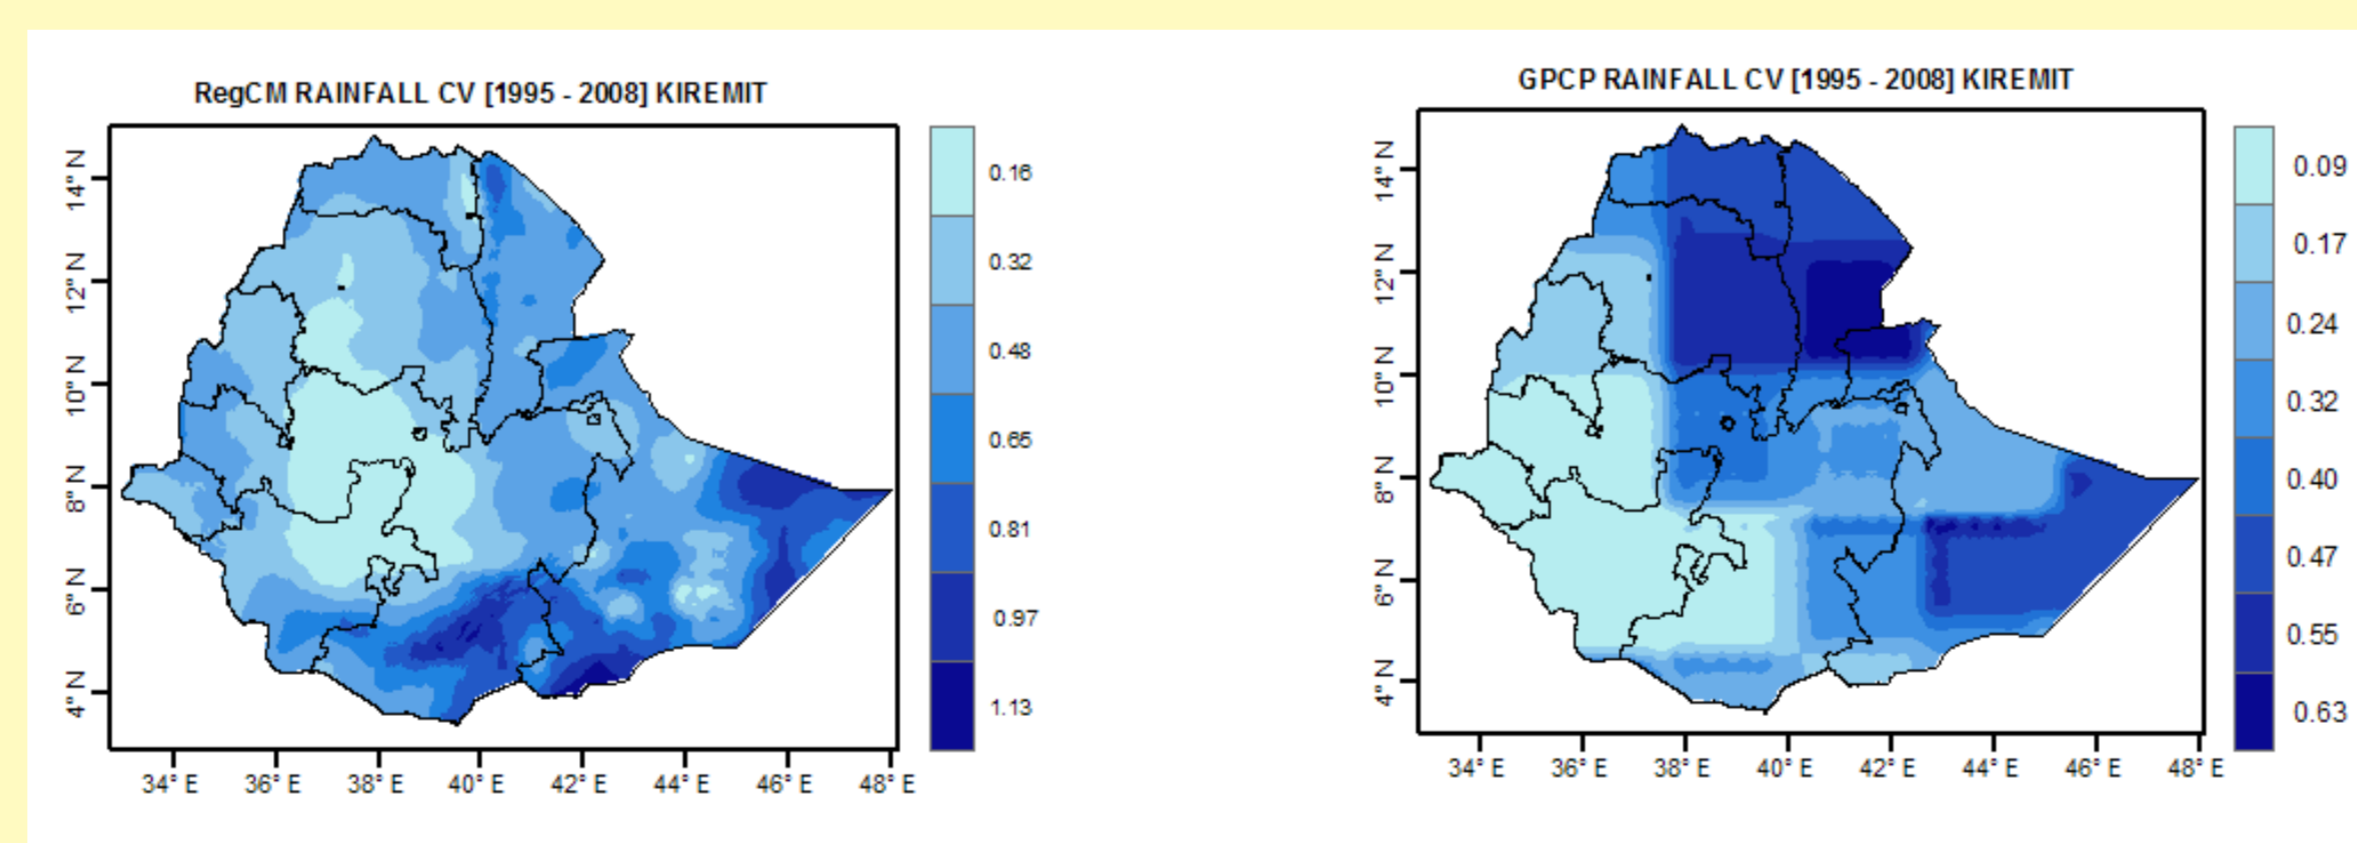 RegCM RAINFALL CV [1995 - 2008] KIREMIT
14° N
12° N
10° N
8° N
6° N
4° N
34° E 36° E 38° E 40° E 42° E 44° E 46° E 48° E
0.16
0.32
0.48
0.65
0.81
0.97
1.13
GPCP RAINFALL CV [1995 - 2008] KIREMIT
14° N
12° N
10° N
8° N
6° N
4° N
34° E 36° E 38° E 40° E 42° E 44° E 46° E 48° E
0.09
0.17
0.24
0.32
0.40
0.47
0.55
0.63